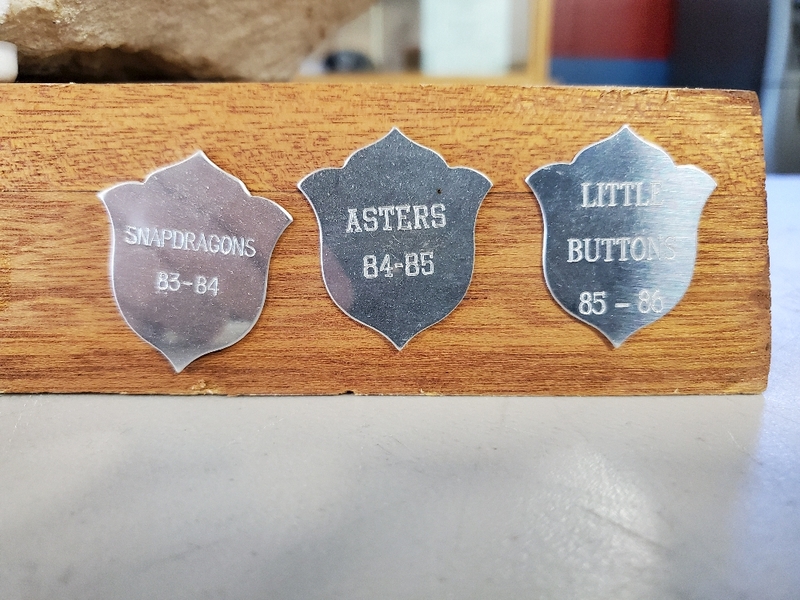 SNAPDRAGONS
83-84
ASTERS
84-85
LITTLE
BUTTONS
85 - 86